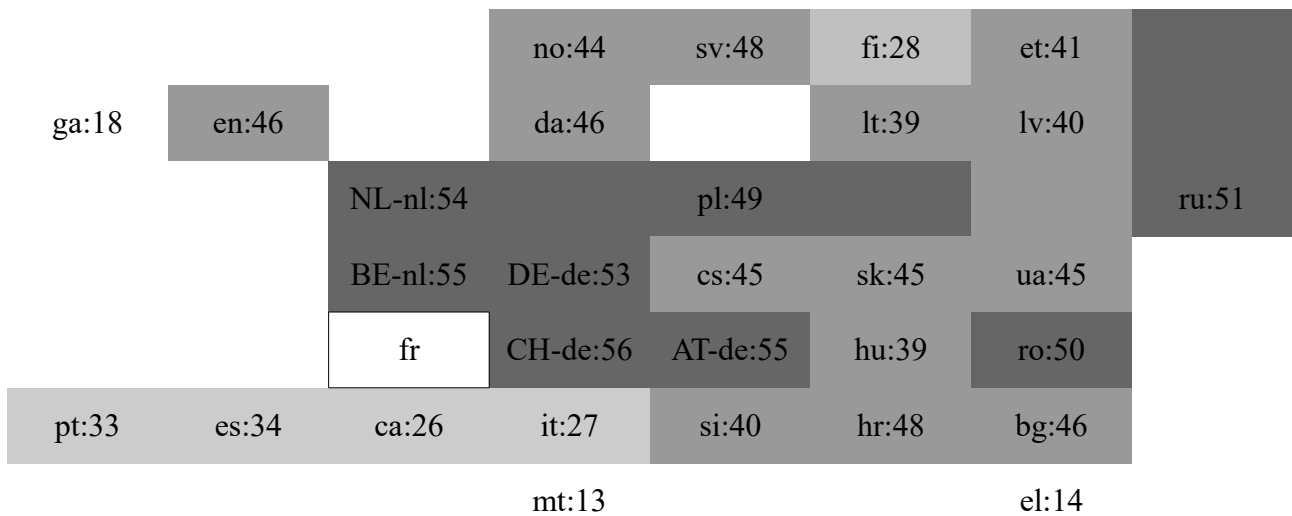 no:44 sv:48 fi:28 et:41
ga:18 en:46 da:46 lt:39 lv:40
NL-nl:54 pl:49 ru:51
BE-nl:55 DE-de:53 cs:45 sk:45 ua:45
fr CH-de:56 AT-de:55 hu:39 ro:50
pt:33 es:34 ca:26 it:27 si:40 hr:48 bg:46
mt:13 el:14